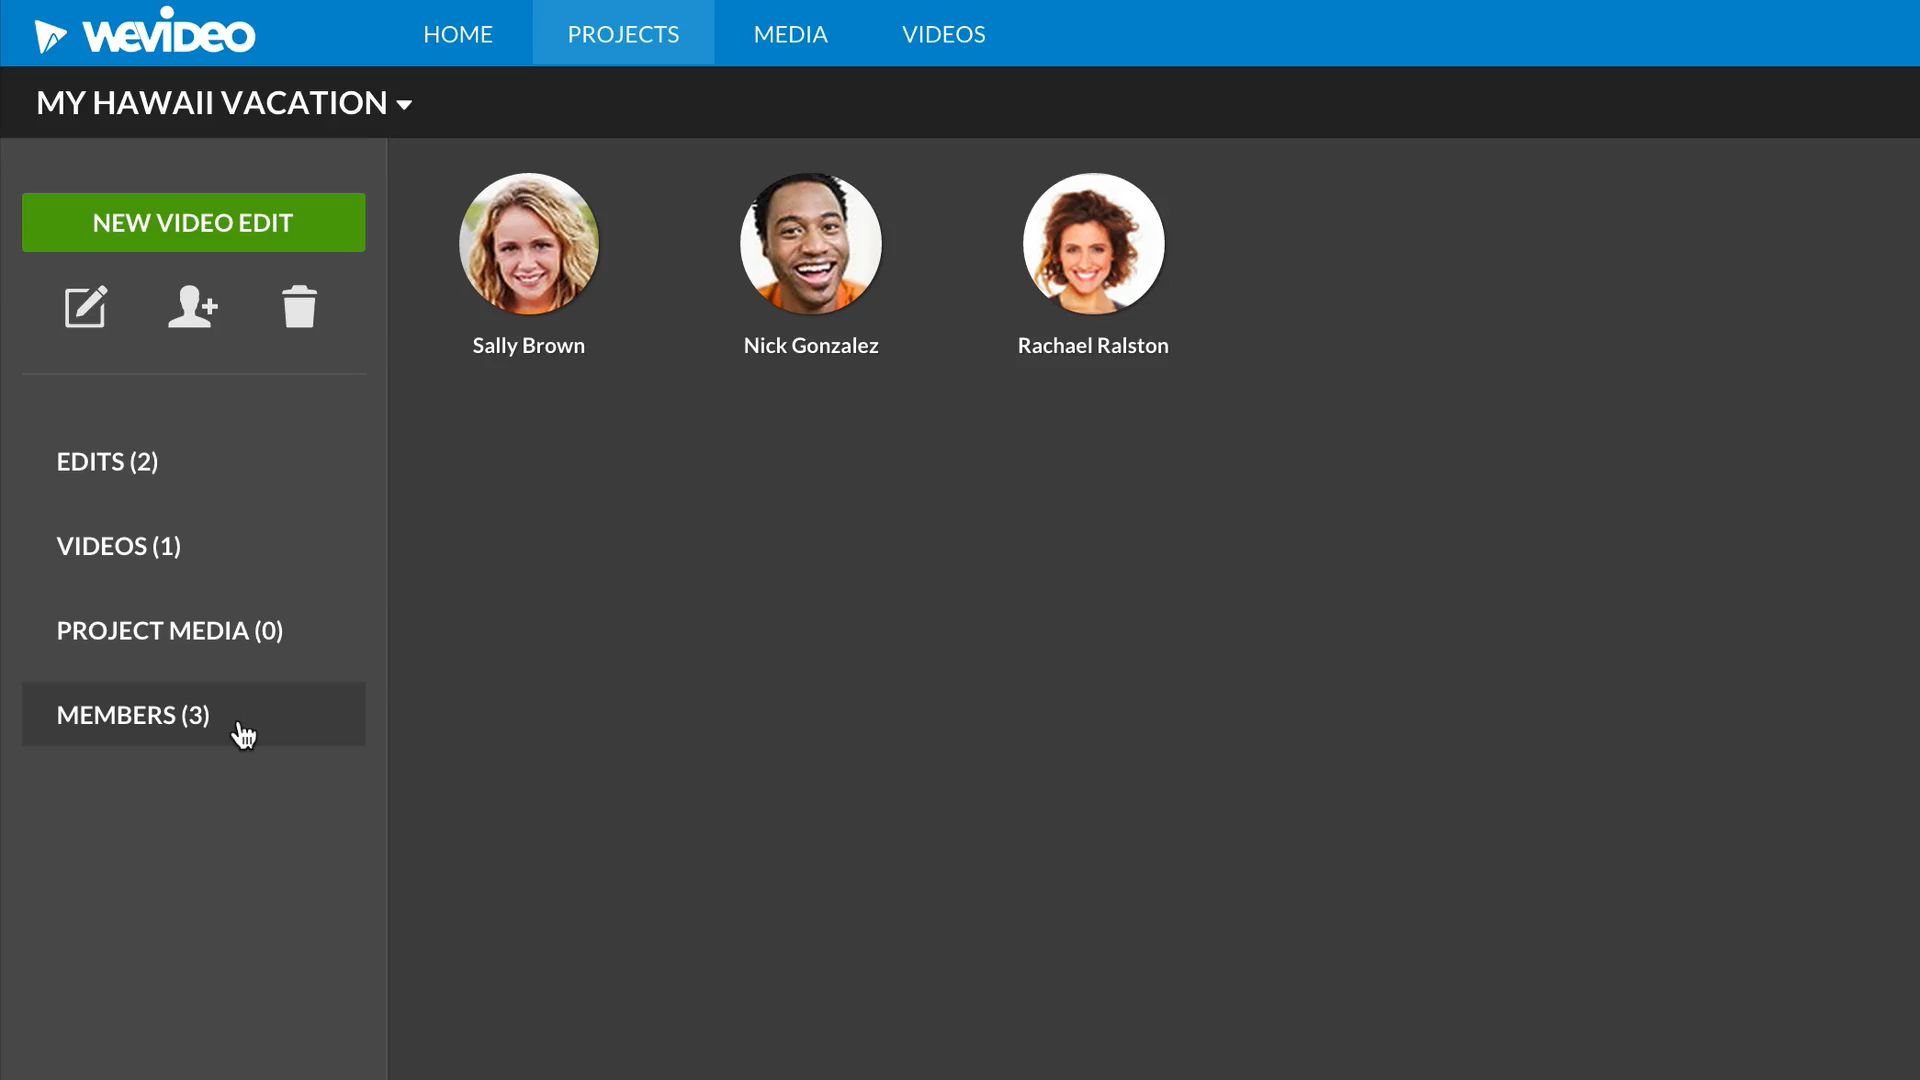 WEVIDEO
HOME
PROJECTS
MEDIA
VIDEOS
MY HAWAII VACATION
NEW VIDEO EDIT
Sally Brown
Nick Gonzalez
Rachael Ralston
EDITS (2)
VIDEOS (1)
PROJECT MEDIA (0)
MEMBERS (3)